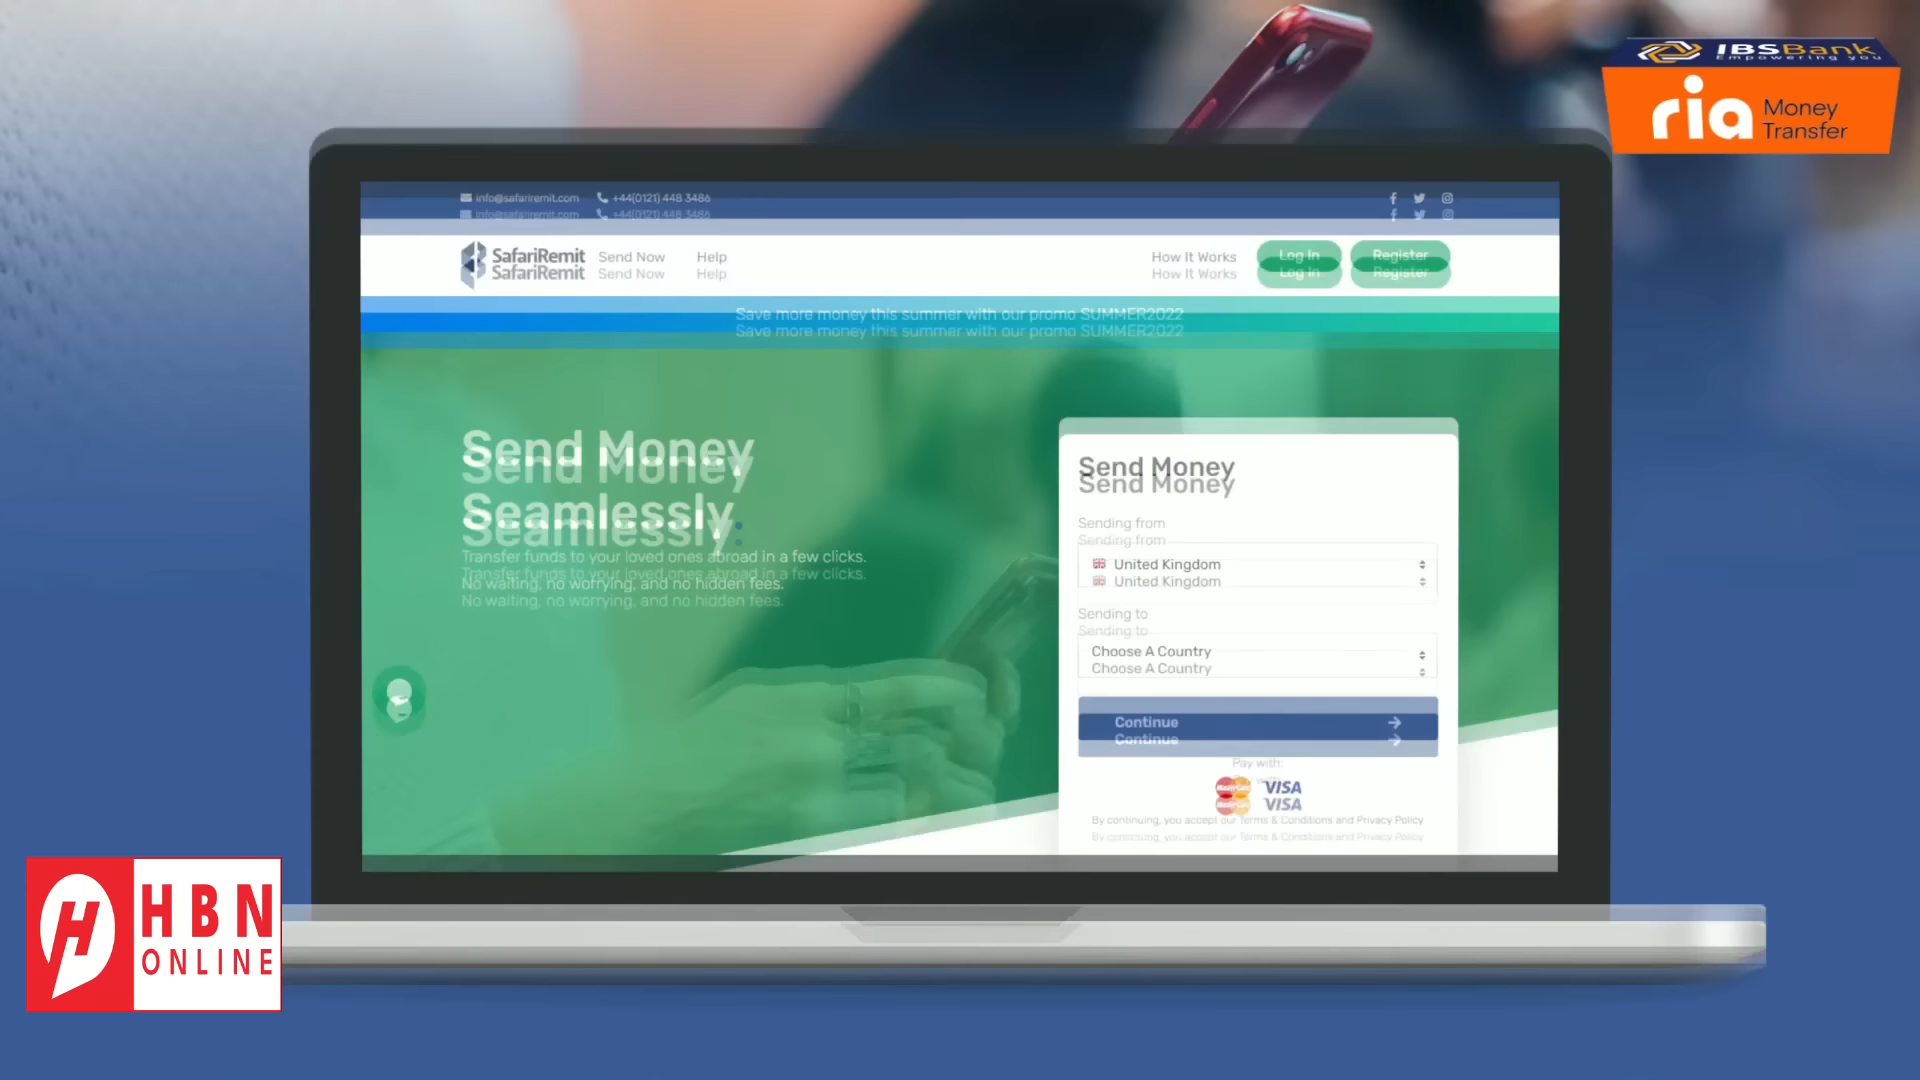 IBSBank
Empowering you
ria Money Transfer
info@safariremit.com +44(0121) 448 3486
SafariRemit Send Now Help How It Works Log In Register
Save more money this summer with our promo SUMMER2022
Send Money,
Seamlessly.
Transfer funds to your loved ones abroad in a few clicks.
No waiting, no worrying, and no hidden fees.
Send Money
Sending from
United Kingdom
Sending to
Choose A Country
Continue
Pay with:
MasterCard VISA
By continuing, you accept our Terms & Conditions and Privacy Policy
H HBN
ONLINE